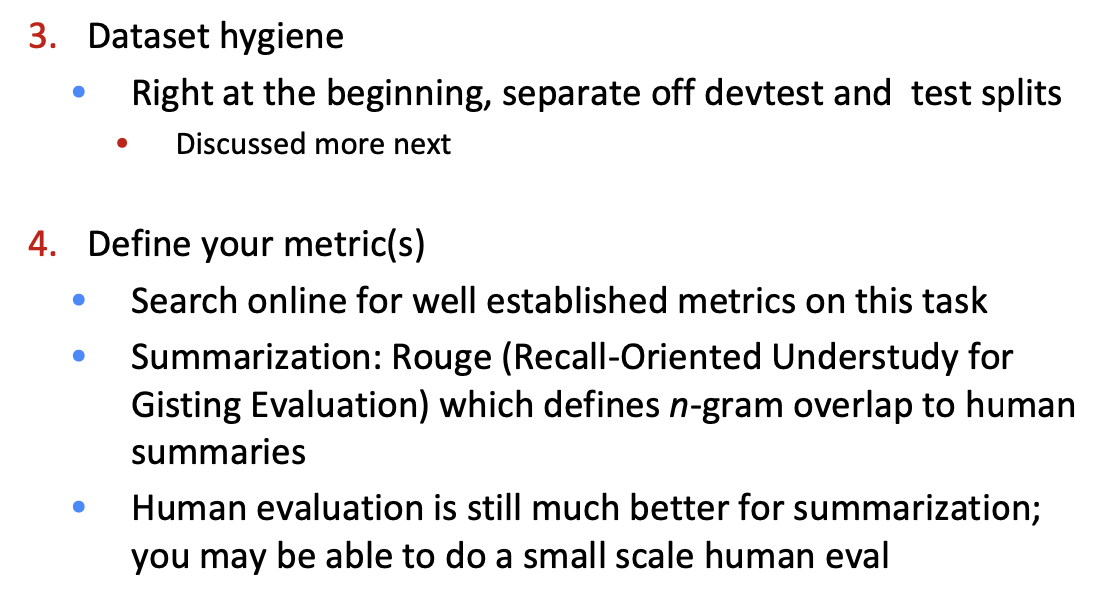 3. Dataset hygiene
• Right at the beginning, separate off devtest and  test splits
• Discussed more next
4. Define your metric(s)
• Search online for well established metrics on this task
• Summarization: Rouge (Recall-Oriented Understudy for
Gisting Evaluation) which defines n-gram overlap to human
summaries
• Human evaluation is still much better for summarization;
you may be able to do a small scale human eval